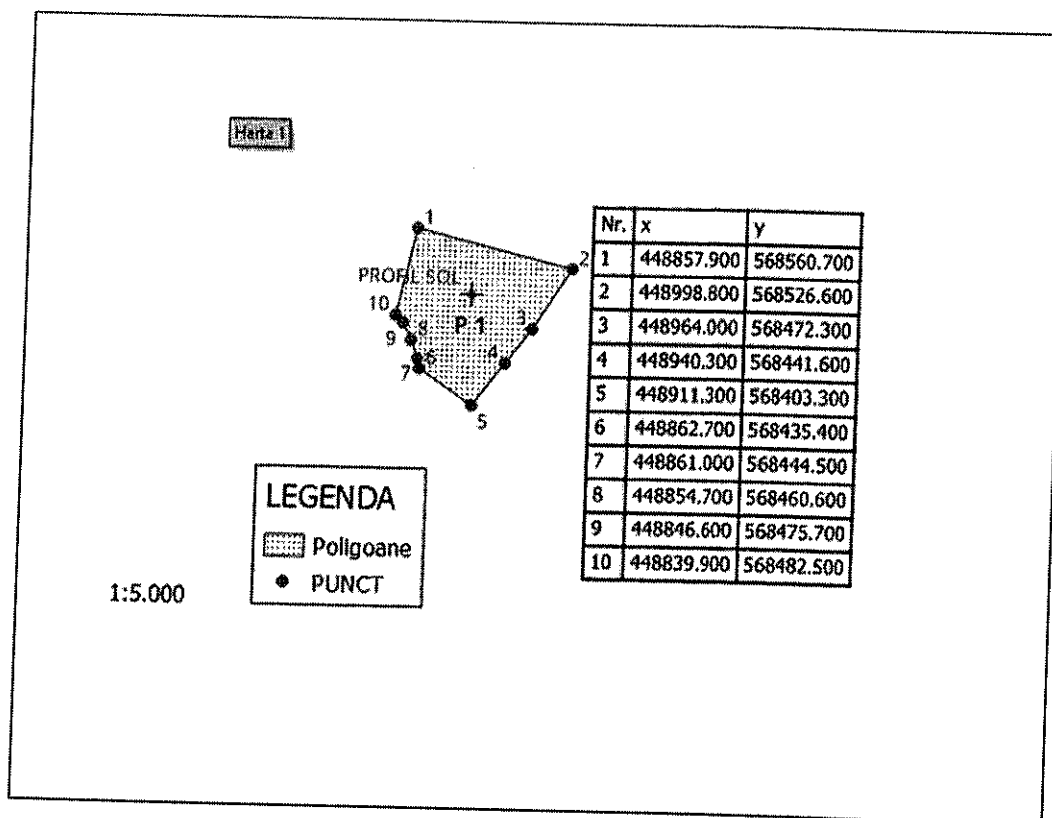 Harta 1
1
2
PROFIL SOL
10
P 1
3
8
9
4
6
7
5
Nr. x y
1 448857.900 568560.700
2 448998.800 568526.600
3 448964.000 568472.300
4 448940.300 568441.600
5 448911.300 568403.300
6 448862.700 568435.400
7 448861.000 568444.500
8 448854.700 568460.600
9 448846.600 568475.700
10 448839.900 568482.500
LEGENDA
Poligoane
PUNCT
1:5.000